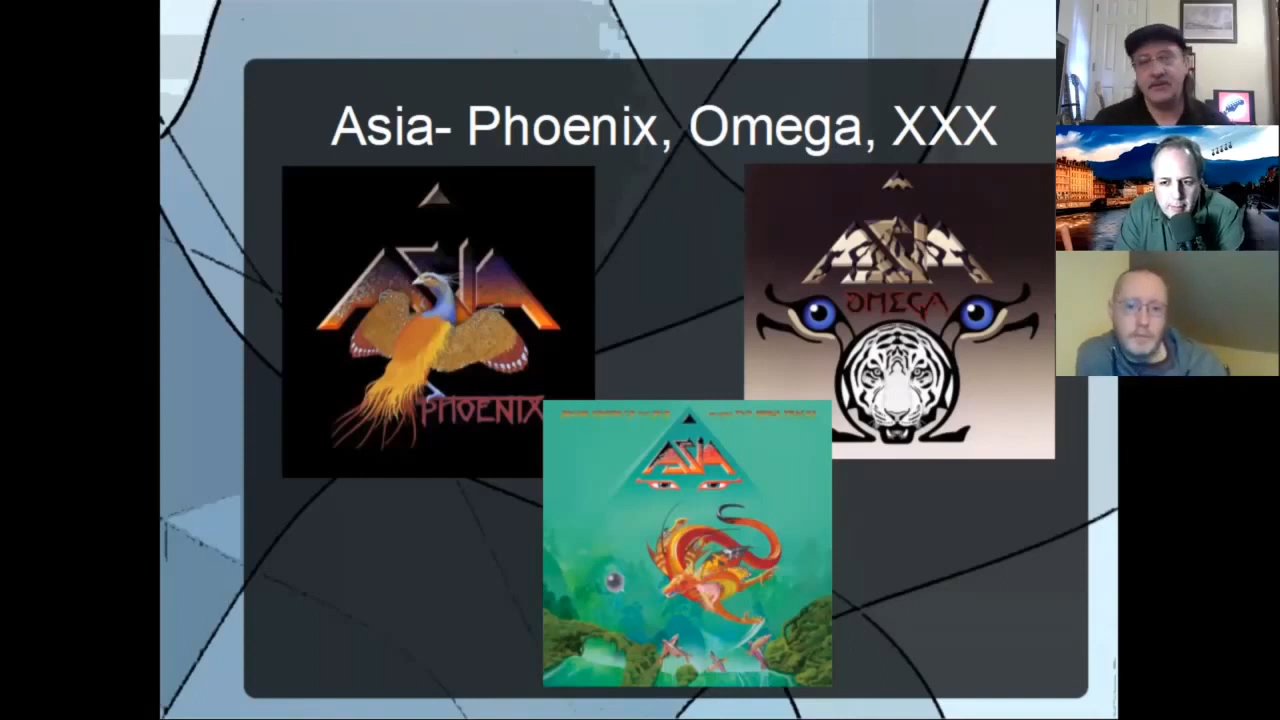 Asia- Phoenix, Omega, XXX
ASIA
PHOENIX
ASIA
OMEGA
ASIA